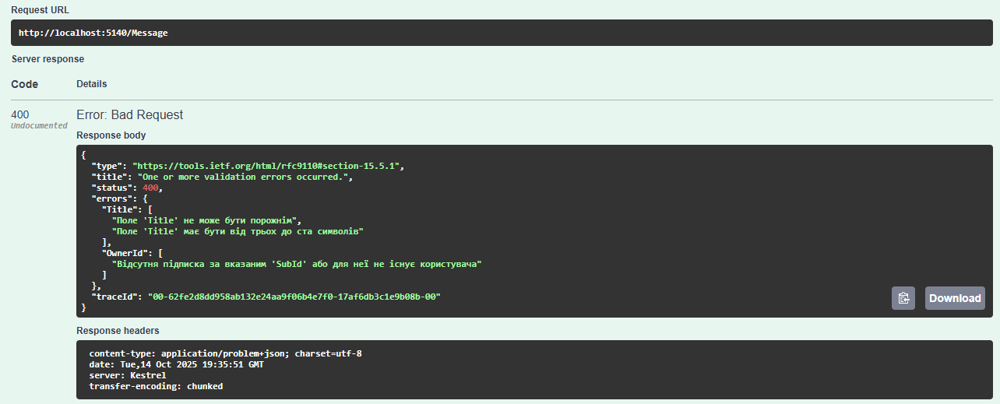 Request URL
http://localhost:5140/Message
Server response
Code Details
400 Error: Bad Request
Undocumented
Response body
{
  "type": "https://tools.ietf.org/html/rfc9110#section-15.5.1",
  "title": "One or more validation errors occurred.",
  "status": 400,
  "errors": {
    "Title": [
      "Поле 'Title' не може бути порожнім",
      "Поле 'Title' має бути від трьох до ста символів"
    ],
    "OwnerId": [
      "Відсутня підписка за вказаним 'SubId' або для неї не існує користувача"
    ]
  },
  "traceId": "00-62fe2d8dd958ab132e24aa9f06b4e7f0-17af6db3c1e9b08b-00"
}
Download
Response headers
content-type: application/problem+json; charset=utf-8
date: Tue,14 Oct 2025 19:35:51 GMT
server: Kestrel
transfer-encoding: chunked